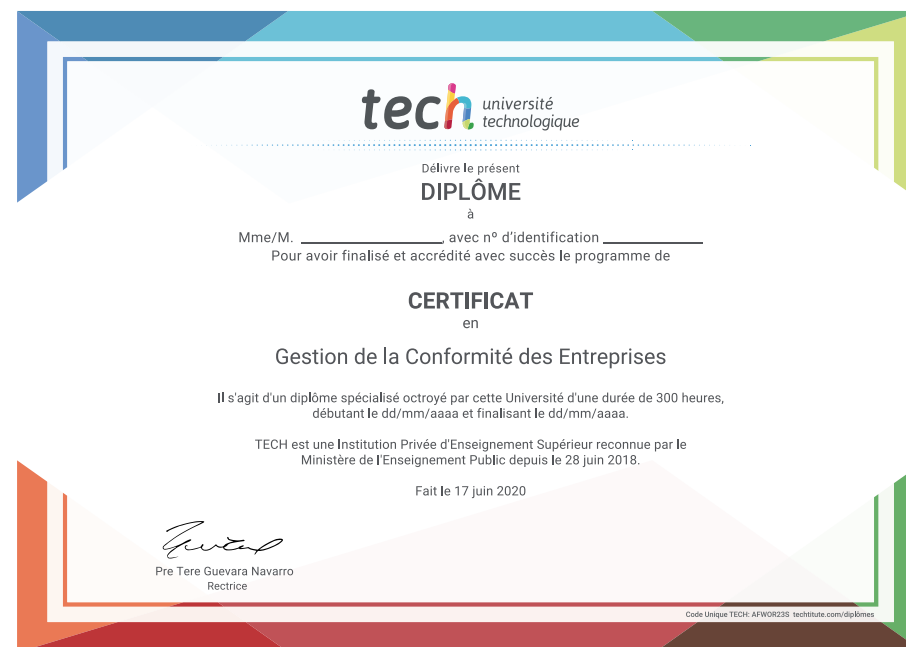 tech université
technologique
Délivre le présent
DIPLÔME
à
Mme/M. ____________, avec nº d'identification ____________
Pour avoir finalisé et accrédité avec succès le programme de
CERTIFICAT
en
Gestion de la Conformité des Entreprises
Il s'agit d'un diplôme spécialisé octroyé par cette Université d'une durée de 300 heures,
débutant le dd/mm/aaaa et finalisant le dd/mm/aaaa.
TECH est une Institution Privée d'Enseignement Supérieur reconnue par le
Ministère de l'Enseignement Public depuis le 28 juin 2018.
Fait le 17 juin 2020
Pre Tere Guevara Navarro
Rectrice
Code Unique TECH: AFWOR23S techtitute.com/diplômes